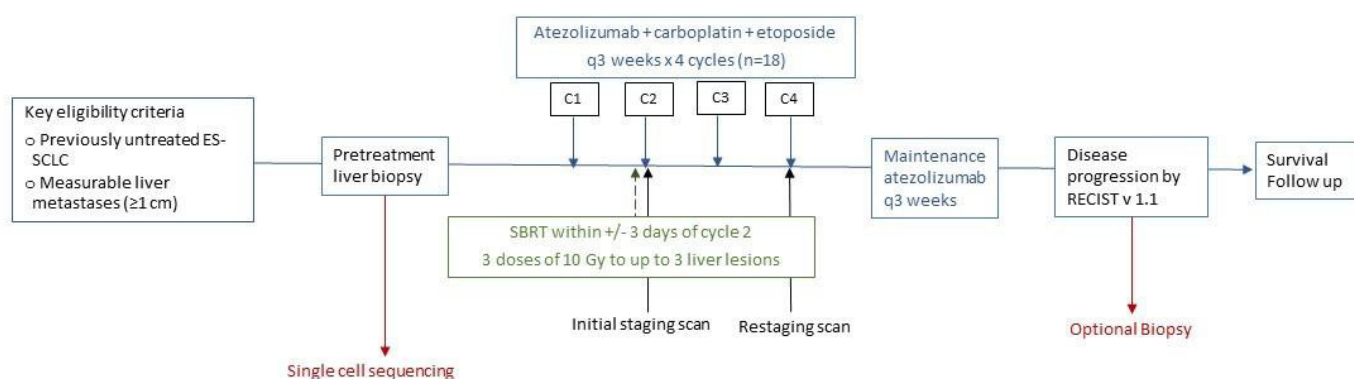 Atezolizumab + carboplatin + etoposide
q3 weeks x 4 cycles (n=18)
C1
C2
C3
C4
Key eligibility criteria
o Previously untreated ES-
SCLC
o Measurable liver
metastases (≥1 cm)
Pretreatment
liver biopsy
Maintenance
atezolizumab
q3 weeks
Disease
progression by
RECIST v 1.1
Survival
Follow up
SBRT within +/- 3 days of cycle 2
3 doses of 10 Gy to up to 3 liver lesions
Initial staging scan
Restaging scan
Optional Biopsy
Single cell sequencing